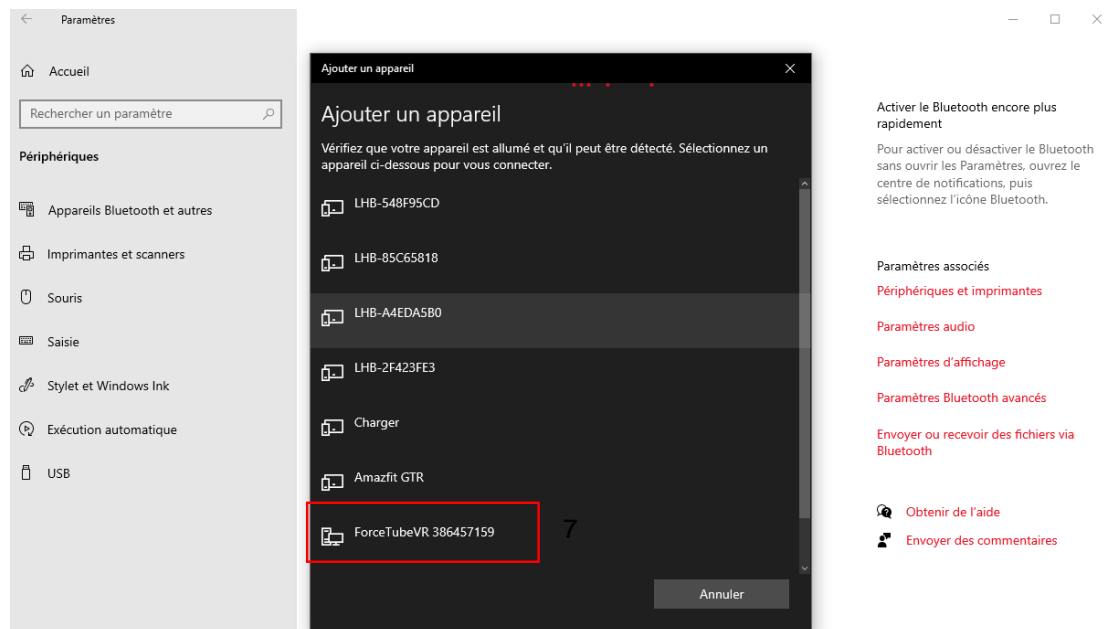 Paramètres
Accueil
Rechercher un paramètre
Périphériques
Appareils Bluetooth et autres
Imprimantes et scanners
Souris
Saisie
Stylet et Windows Ink
Exécution automatique
USB
Ajouter un appareil
Ajouter un appareil
Vérifiez que votre appareil est allumé et qu'il peut être détecté. Sélectionnez un
appareil ci-dessous pour vous connecter.
LHB-548F95CD
LHB-85C65818
LHB-A4EDA5B0
LHB-2F423FE3
Charger
Amazfit GTR
ForceTubeVR 386457159
7
Annuler
Activer le Bluetooth encore plus
rapidement
Pour activer ou désactiver le Bluetooth
sans ouvrir les Paramètres, ouvrez le
centre de notifications, puis
sélectionnez l'icône Bluetooth.
Paramètres associés
Périphériques et imprimantes
Paramètres audio
Paramètres d'affichage
Paramètres Bluetooth avancés
Envoyer ou recevoir des fichiers via
Bluetooth
Obtenir de l'aide
Envoyer des commentaires